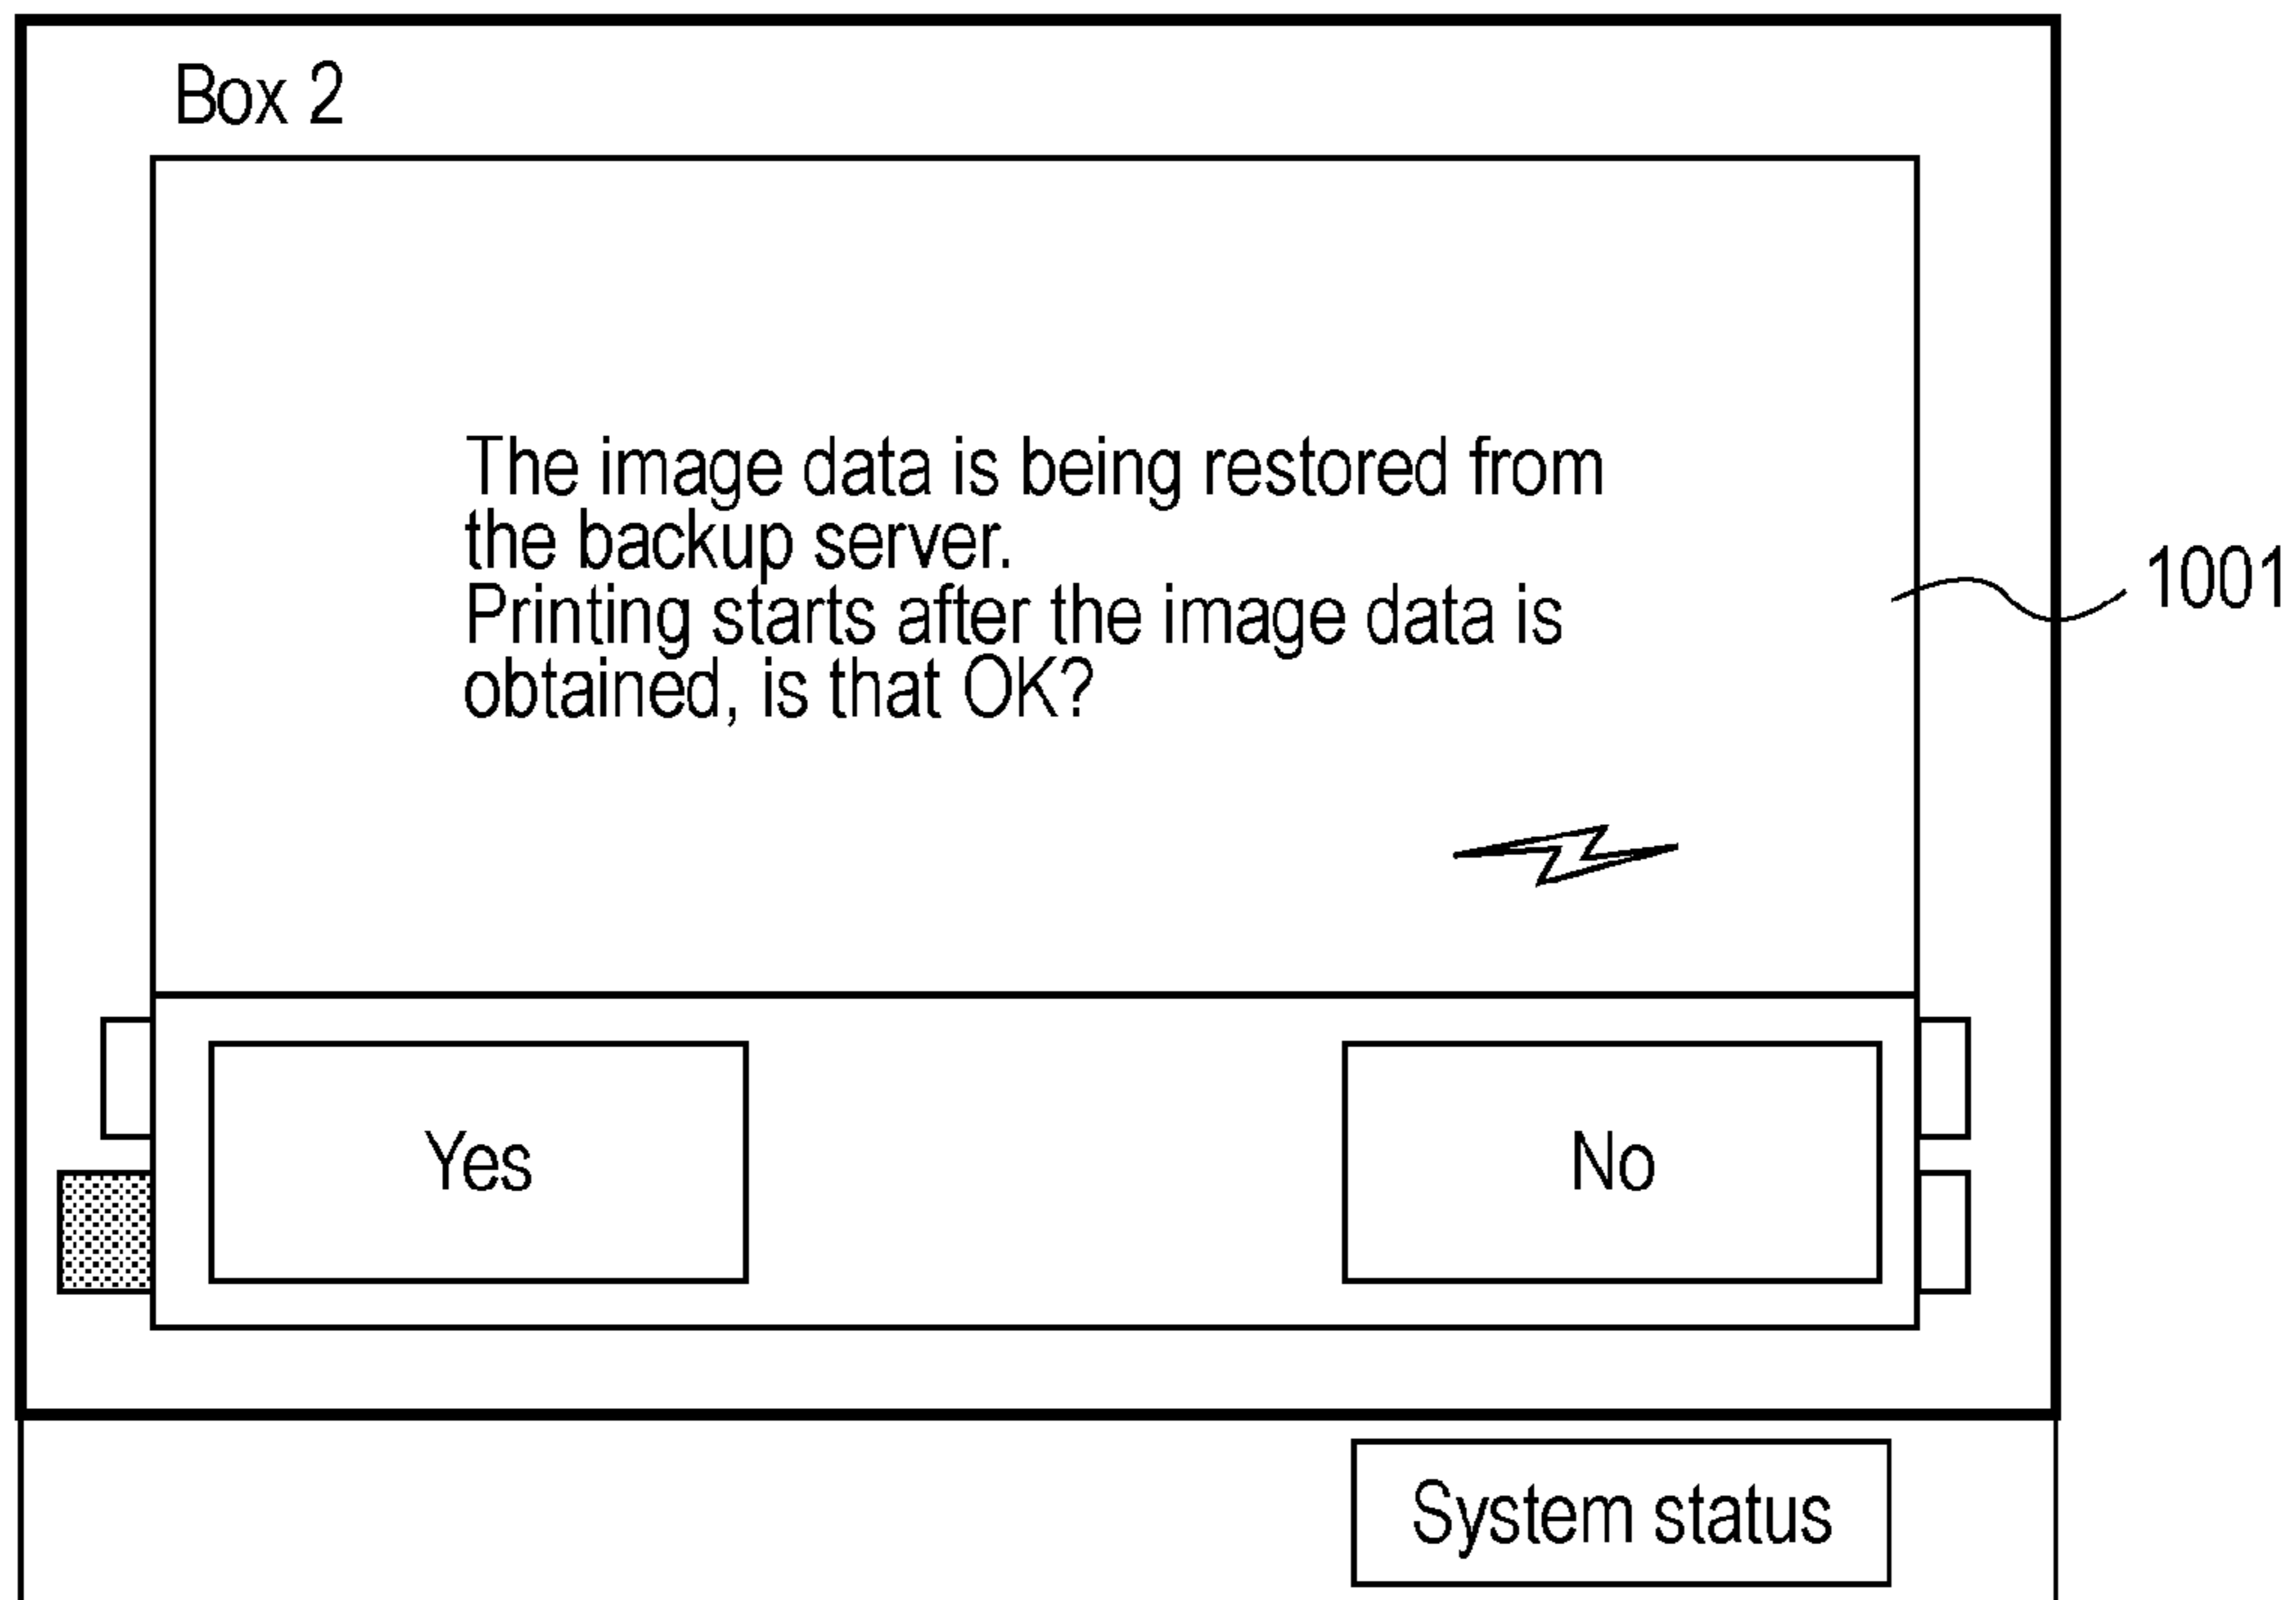 Box 2
The image data is being restored from
the backup server.
Printing starts after the image data is
obtained, is that OK?
1001
Yes
No
System status